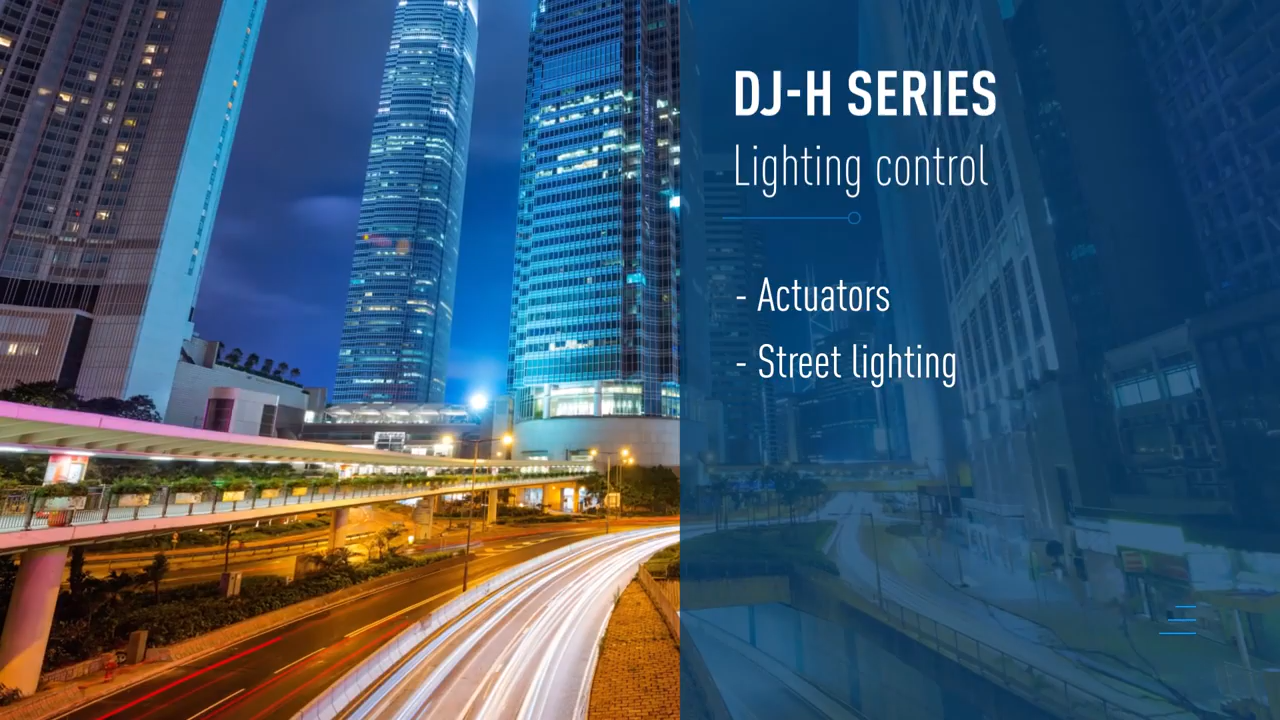 DJ-H SERIES
Lighting control
- Actuators
- Street lighting